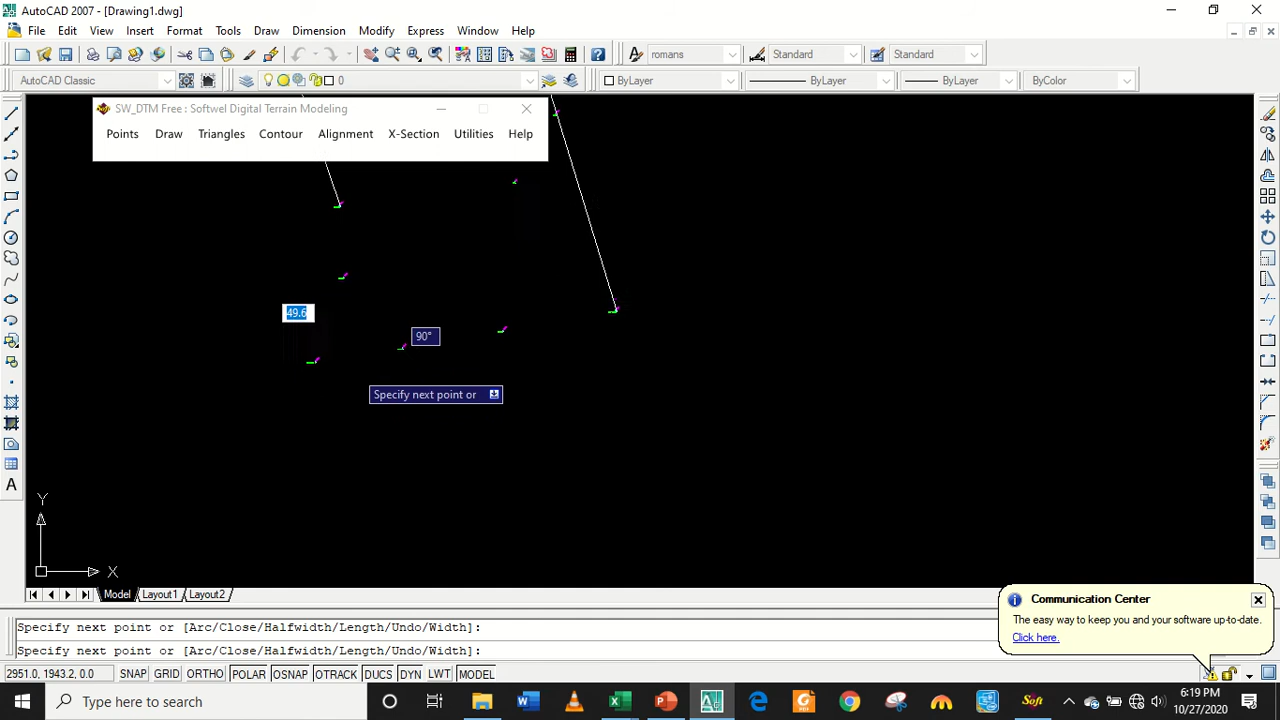 AutoCAD 2007 - [Drawing1.dwg]
File Edit View Insert Format Tools Draw Dimension Modify Express Window Help
romans Standard Standard
AutoCAD Classic 0 ByLayer ByLayer ByLayer ByColor
SW_DTM Free : Softwel Digital Terrain Modeling
Points Draw Triangles Contour Alignment X-Section Utilities Help
49.6
90°
Specify next point or
A
Y
X
Model Layout1 Layout2
Communication Center
The easy way to keep you and your software up-to-date.
Click here.
Specify next point or [Arc/Close/Halfwidth/Length/Undo/Width]:
Specify next point or [Arc/Close/Halfwidth/Length/Undo/Width]:
2951.0, 1943.2, 0.0 SNAP GRID ORTHO POLAR OSNAP OTRACK DUCS DYN LWT MODEL
Type here to search
Soft
6:19 PM
10/27/2020